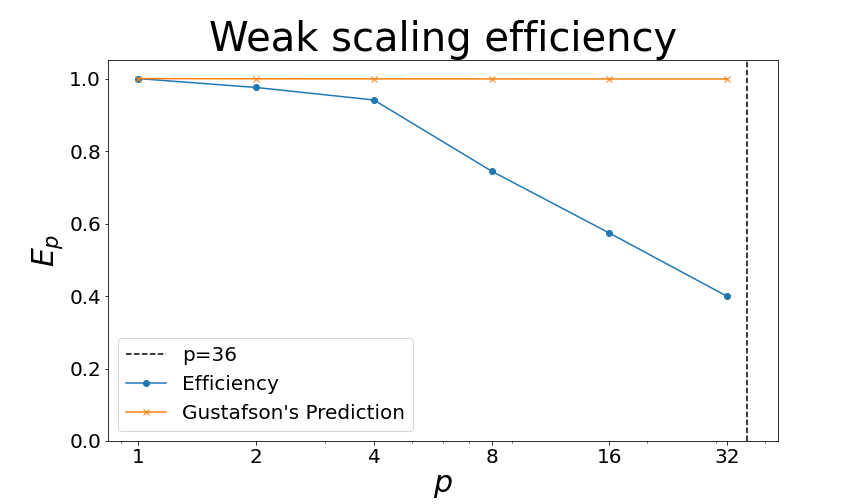 Weak scaling efficiency
1.0
0.8
0.6
0.4
0.2
0.0
E_p
p=36
Efficiency
Gustafson's Prediction
1 2 4 8 16 32
p